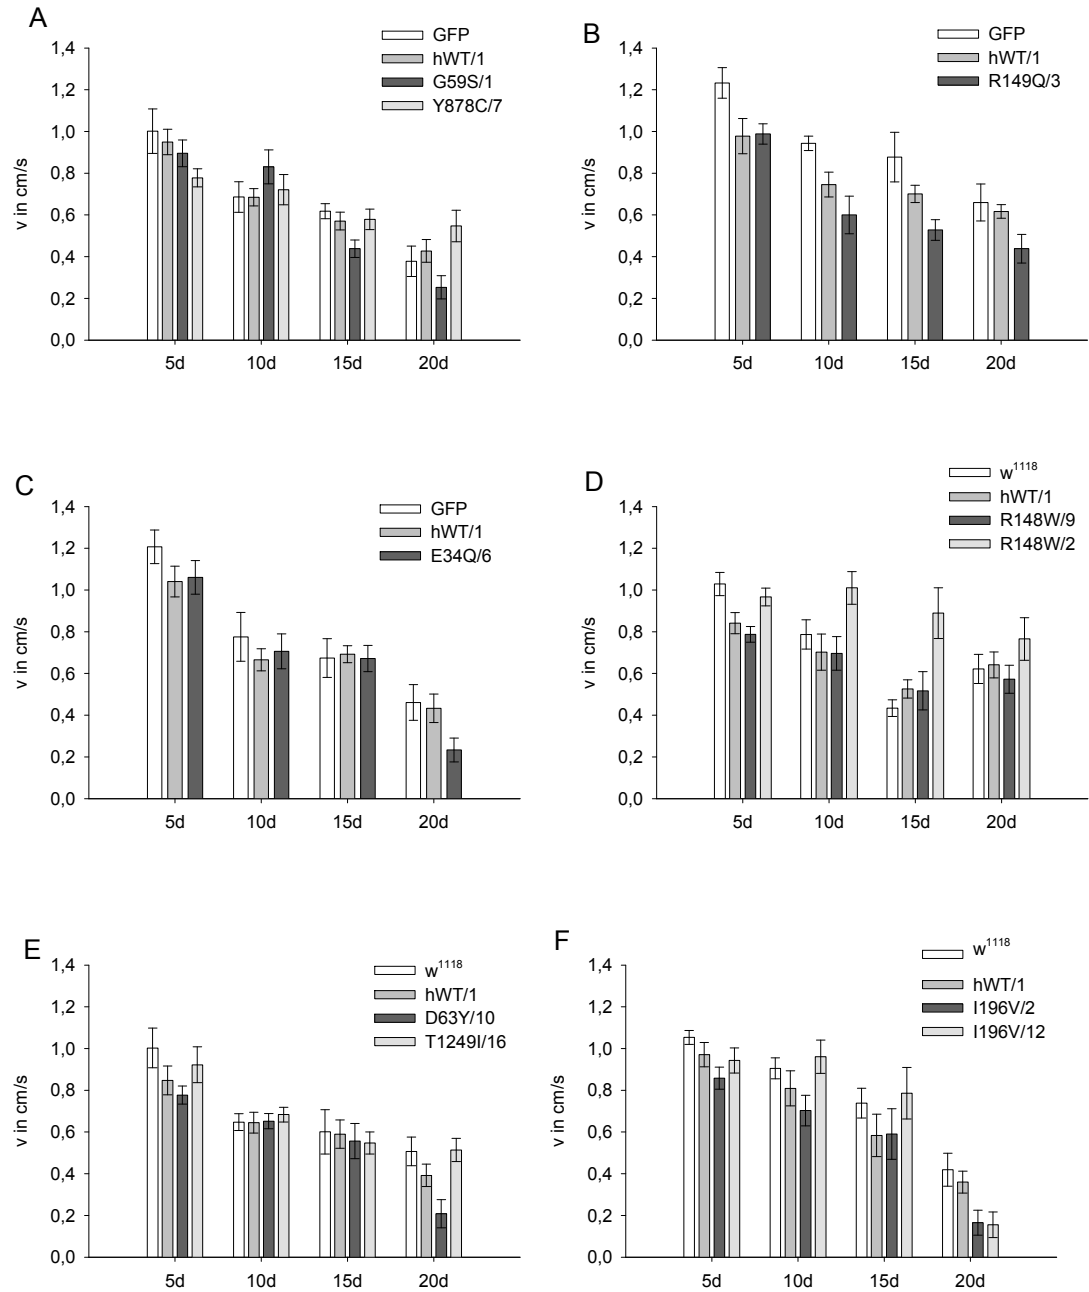 A
GFP
hWT/1
G59S/1
Y878C/7
1,4
1,2
1,0
0,8
0,6
0,4
0,2
0,0
v in cm/s
5d 10d 15d 20d
B
GFP
hWT/1
R149Q/3
1,4
1,2
1,0
0,8
0,6
0,4
0,2
0,0
v in cm/s
5d 10d 15d 20d
C
GFP
hWT/1
E34Q/6
1,4
1,2
1,0
0,8
0,6
0,4
0,2
0,0
v in cm/s
5d 10d 15d 20d
D
w1118
hWT/1
R148W/9
R148W/2
1,4
1,2
1,0
0,8
0,6
0,4
0,2
0,0
v in cm/s
5d 10d 15d 20d
E
w1118
hWT/1
D63Y/10
T1249I/16
1,4
1,2
1,0
0,8
0,6
0,4
0,2
0,0
v in cm/s
5d 10d 15d 20d
F
w1118
hWT/1
I196V/2
I196V/12
1,4
1,2
1,0
0,8
0,6
0,4
0,2
0,0
v in cm/s
5d 10d 15d 20d